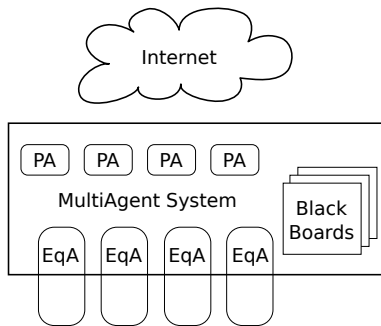 Internet
PA PA PA PA
MultiAgent System
Black
Boards
EqA EqA EqA EqA